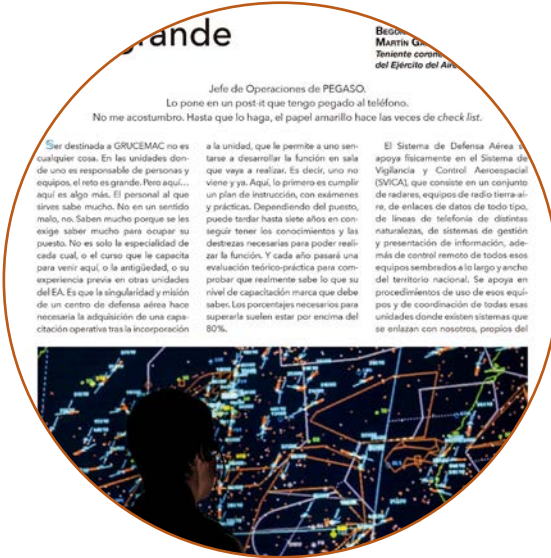 grande
MARTÍN
Teniente
del Ejército del Aire
Jefe de Operaciones de PEGASO.
Lo pone en un post-it que tengo pegado al teléfono.
No me acostumbro. Hasta que lo haga, el papel amarillo hace las veces de check list.
Ser destinada a GRUCEMAC no es
cualquier cosa. En las unidades don-
de uno es responsable de personas y
equipos, el reto es grande. Pero aquí...
aquí es algo más. El personal al que
sirves sabe mucho. No en un sentido
malo, no. Saben mucho porque se les
exige saber mucho para ocupar su
puesto. No es solo la especialidad de
cada cual, o el curso que le capacita
para venir aquí, o la antigüedad, o su
experiencia previa en otras unidades
del EA. Es que la singularidad y misión
de un centro de defensa aérea hace
necesaria la adquisición de una capa-
citación operativa tras la incorporación
a la unidad, que le permite a uno sen-
tarse a desarrollar la función en sala
que vaya a realizar. Es decir, uno no
viene y ya. Aquí, lo primero es cumplir
un plan de instrucción, con exámenes
y prácticas. Dependiendo del puesto,
puede tardar hasta siete años en con-
seguir tener los conocimientos y las
destrezas necesarias para poder reali-
zar la función. Y cada año pasará una
evaluación teórico-práctica para com-
probar que realmente sabe lo que su
nivel de capacitación marca que debe
saber. Los porcentajes necesarios para
superarla suelen estar por encima del
80%.
El Sistema de Defensa Aérea
apoya físicamente en el Sistema de
Vigilancia y Control Aeroespacial
(SVICA), que consiste en un conjunto
de radares, equipos de radio tierra-ai-
re, de enlaces de datos de todo tipo,
de líneas de telefonía de distintas
naturalezas, de sistemas de gestión
y presentación de información, ade-
más de control remoto de todos esos
equipos sembrados a lo largo y ancho
del territorio nacional. Se apoya en
procedimientos de uso de esos equi-
pos y de coordinación de todas esas
unidades donde existen sistemas que
se enlazan con nosotros, propios del